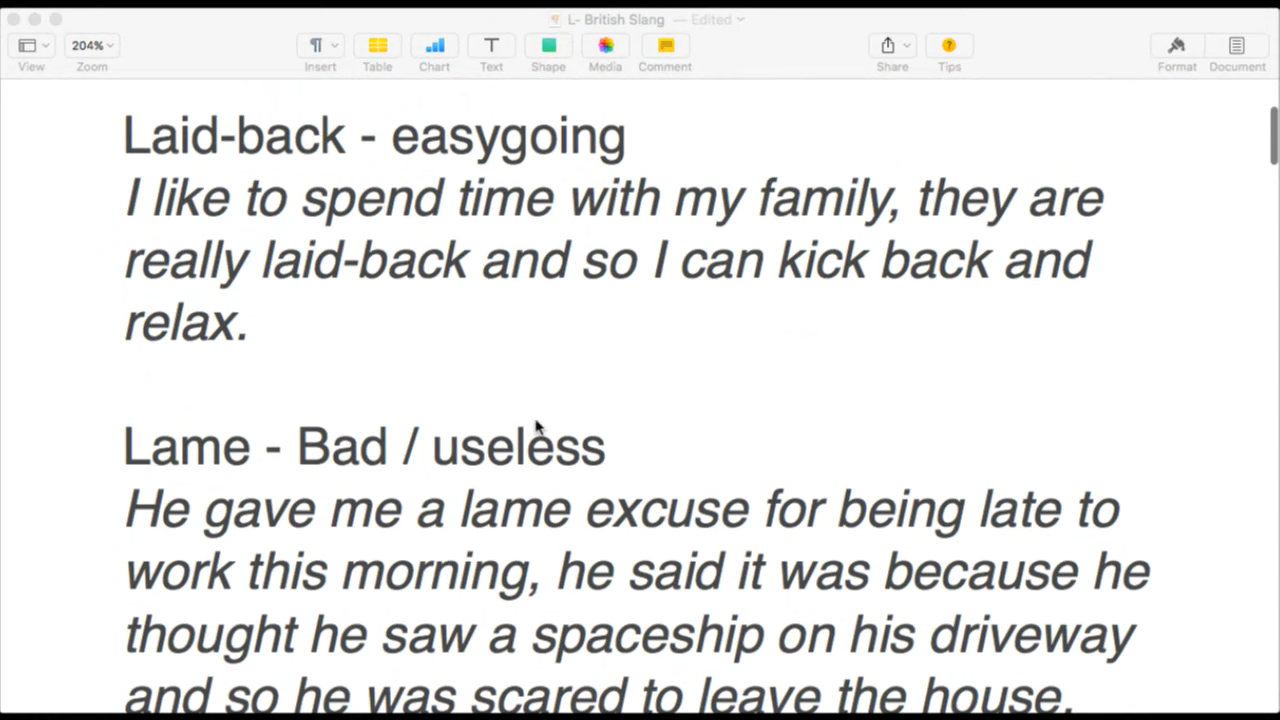 L- British Slang — Edited
204%
View
Zoom
Insert
Table
Chart
Text
Shape
Media
Comment
Share
Tips
Format
Document
Laid-back - easygoing
I like to spend time with my family, they are
really laid-back and so I can kick back and
relax.
Lame - Bad / useless
He gave me a lame excuse for being late to
work this morning, he said it was because he
thought he saw a spaceship on his driveway
and so he was scared to leave the house.